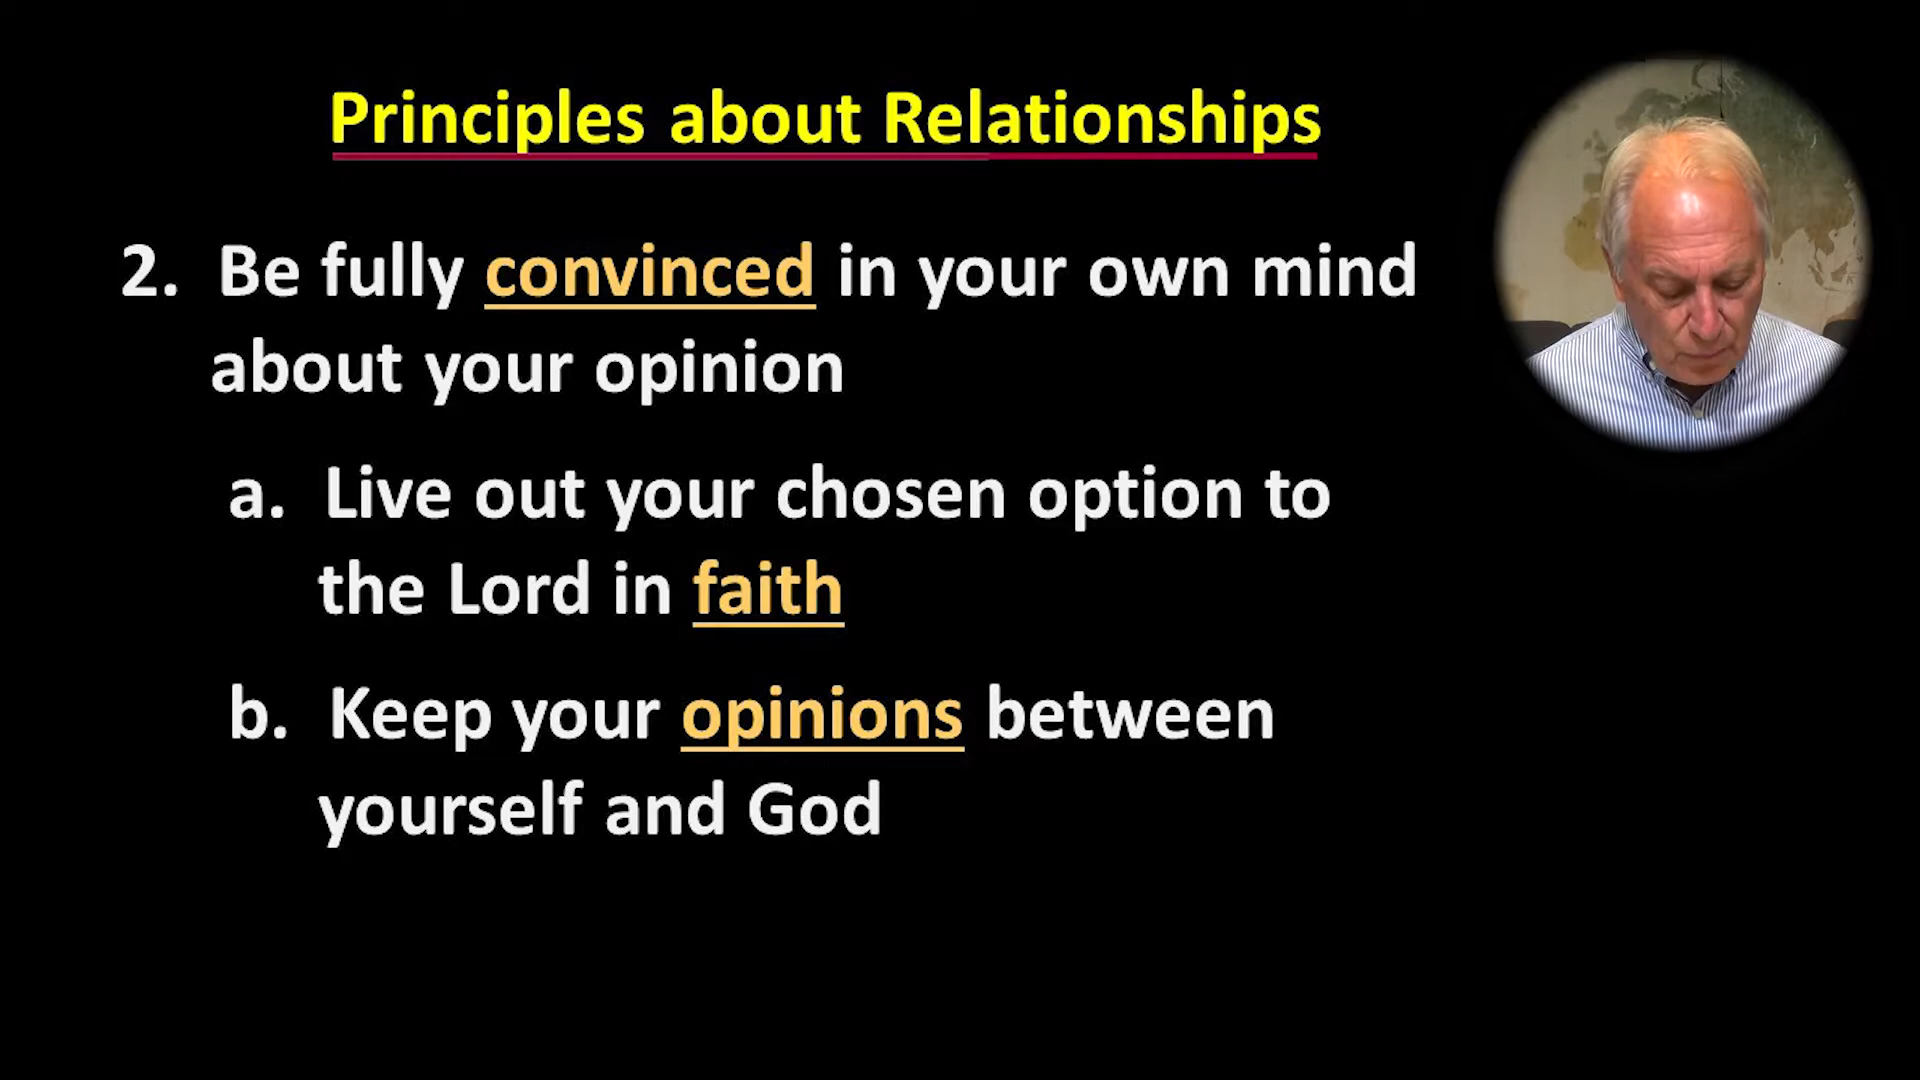 Principles about Relationships
2. Be fully convinced in your own mind
about your opinion
a. Live out your chosen option to
the Lord in faith
b. Keep your opinions between
yourself and God